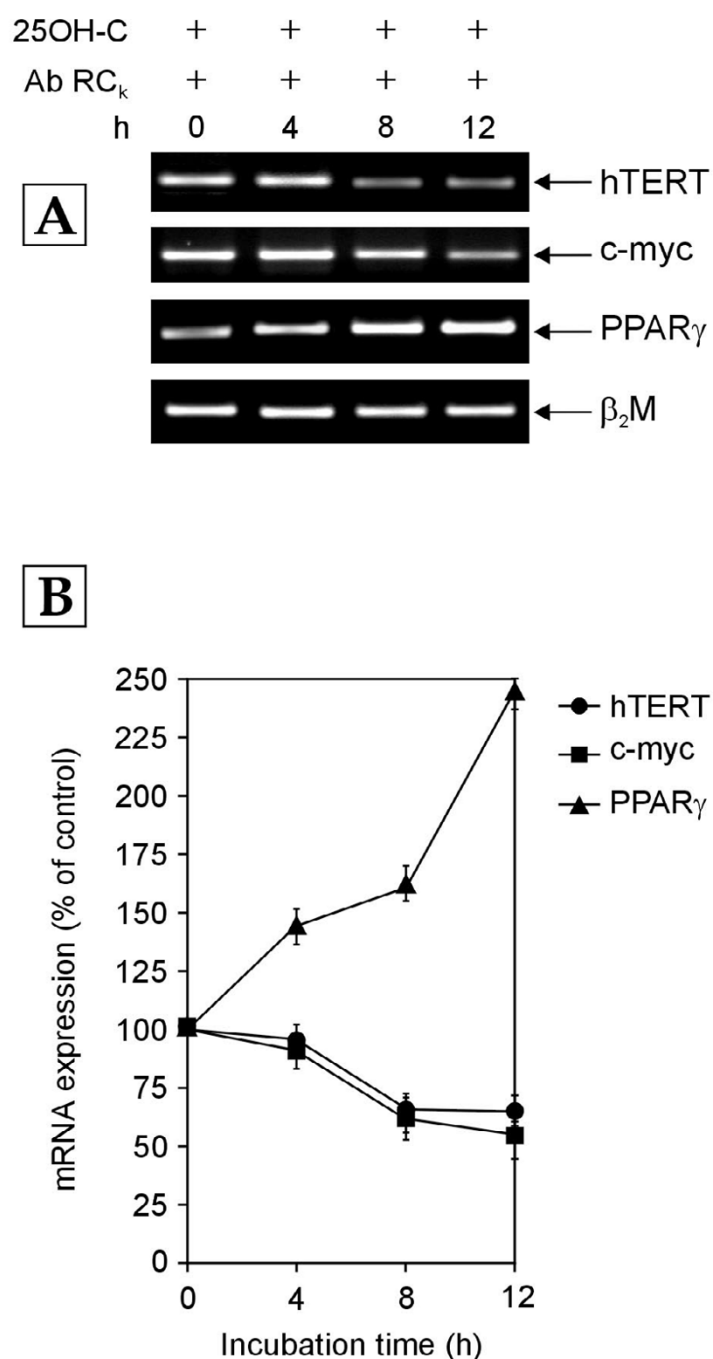 25OH-C + + + +
Ab RCk + + + +
h 0 4 8 12
A
hTERT
c-myc
PPARγ
β2M
B
250
225
200
175
150
125
100
75
50
25
0
mRNA expression (% of control)
0 4 8 12
Incubation time (h)
hTERT
c-myc
PPARγ